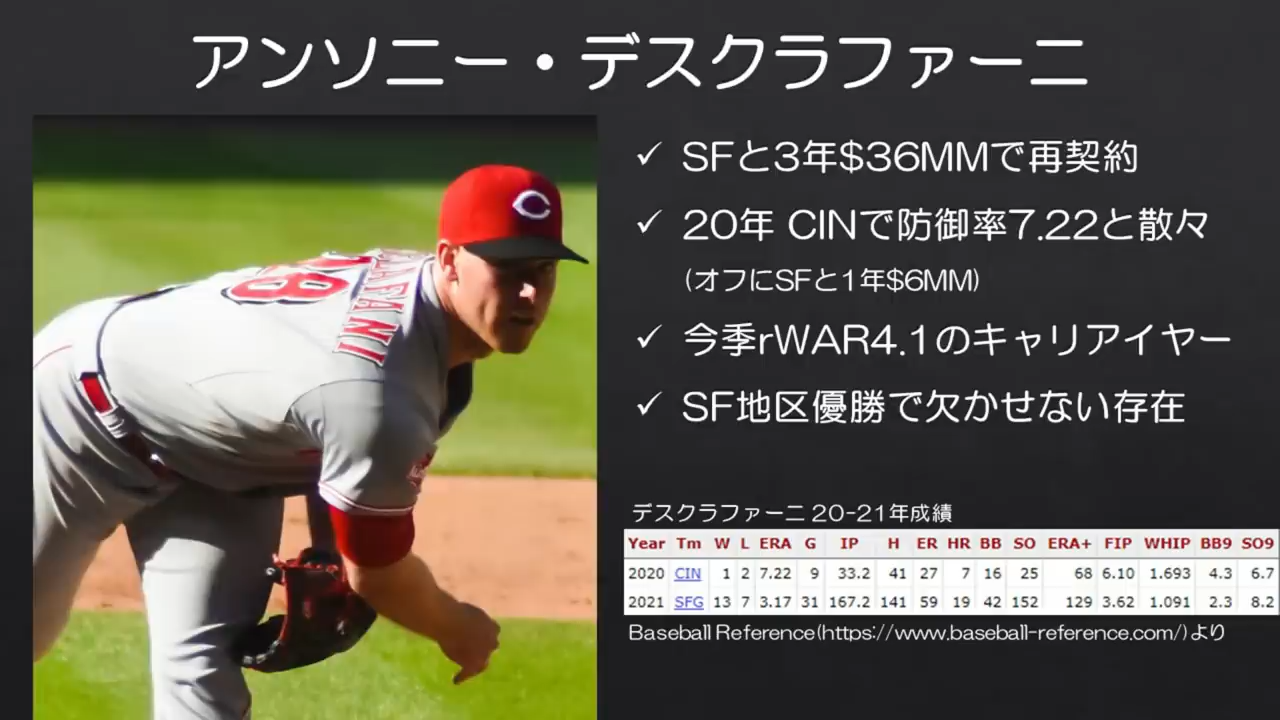 アンソニー・デスクラファーニ
✓ SFと3年$36MMで再契約
✓ 20年 CINで防御率7.22と散々
(オフにSFと1年$6MM)
✓ 今季rWAR4.1のキャリアイヤー
✓ SF地区優勝で欠かせない存在
28
AFANI
デスクラファーニ 20-21年成績
Year Tm W L ERA G IP H ER HR BB SO ERA+ FIP WHIP BB9 SO9
2020 CIN 1 2 7.22 9 33.2 41 27 7 16 25 68 6.10 1.693 4.3 6.7
2021 SFG 13 7 3.17 31 167.2 141 59 19 42 152 129 3.62 1.091 2.3 8.2
Baseball Reference(https://www.baseball-reference.com/)より